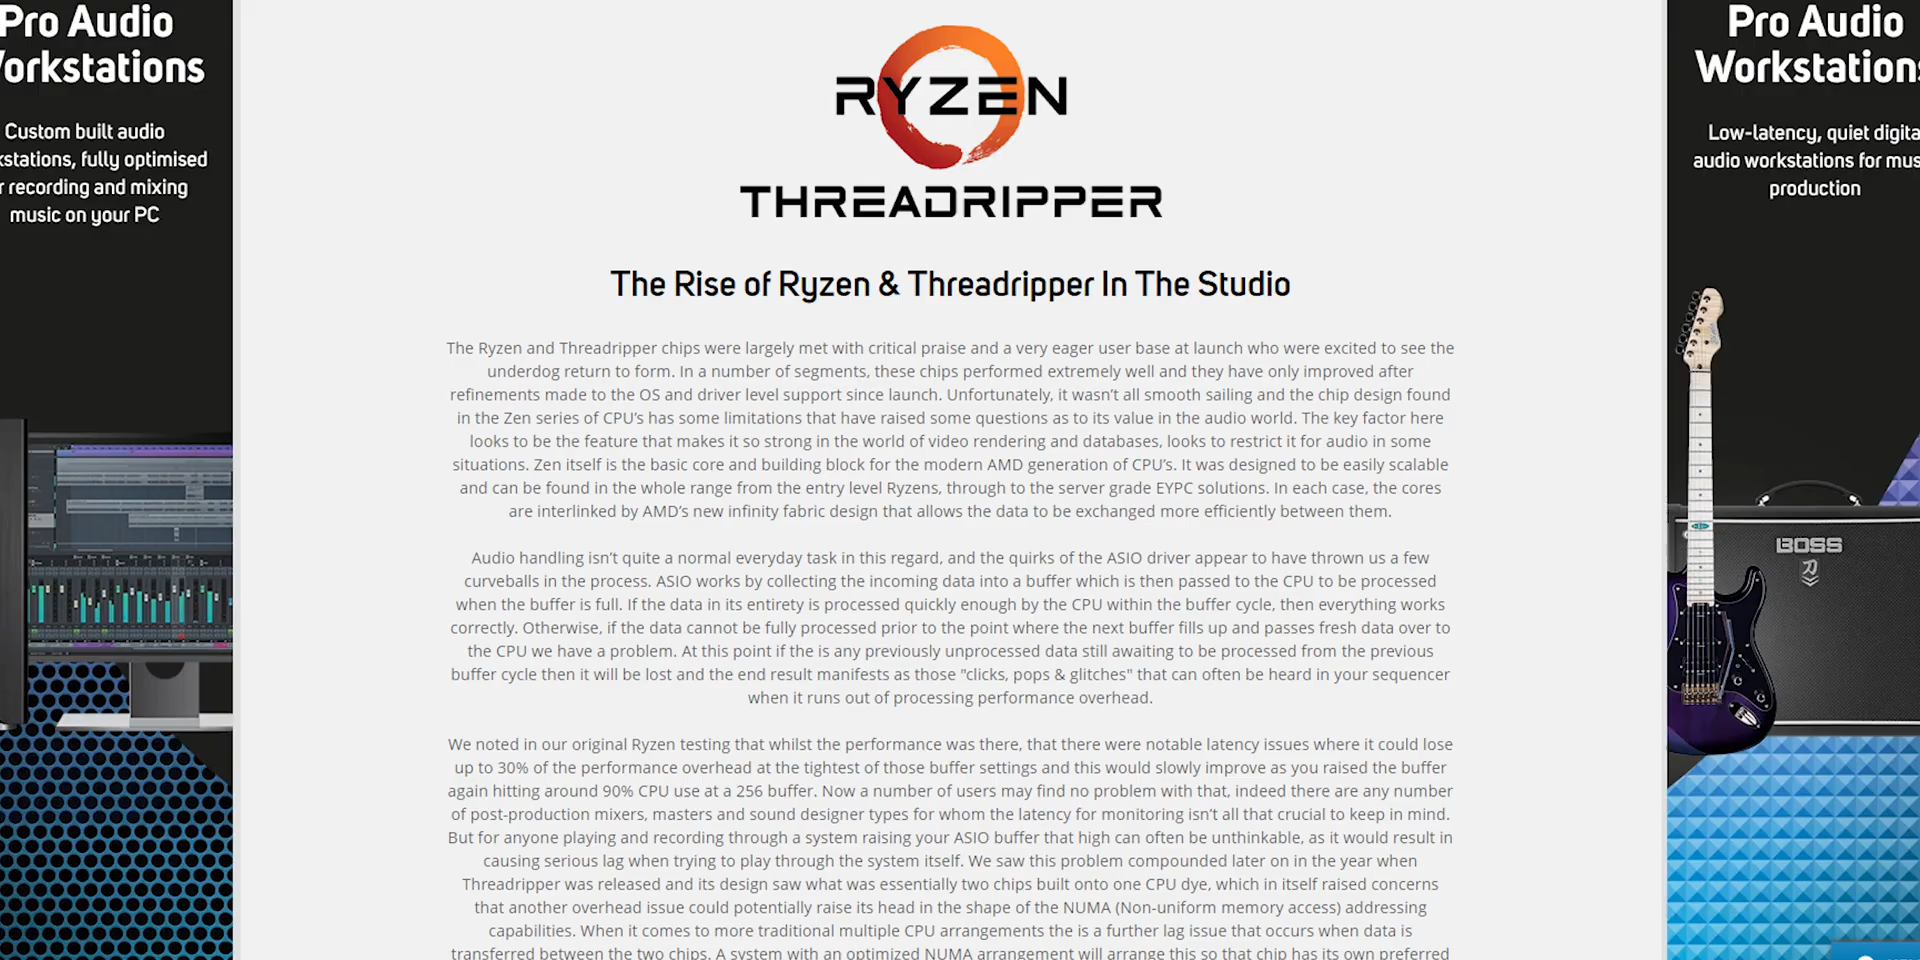 Pro Audio
orkstations
Custom built audio
kstations, fully optimised
r recording and mixing
music on your PC
RYZEN
THREADRIPPER
The Rise of Ryzen & Threadripper In The Studio
The Ryzen and Threadripper chips were largely met with critical praise and a very eager user base at launch who were excited to see the
underdog return to form. In a number of segments, these chips performed extremely well and they have only improved after
refinements made to the OS and driver level support since launch. Unfortunately, it wasn't all smooth sailing and the chip design found
in the Zen series of CPU's has some limitations that have raised some questions as to its value in the audio world. The key factor here
looks to be the feature that makes it so strong in the world of video rendering and databases, looks to restrict it for audio in some
situations. Zen itself is the basic core and building block for the modern AMD generation of CPU's. It was designed to be easily scalable
and can be found in the whole range from the entry level Ryzens, through to the server grade EYPC solutions. In each case, the cores
are interlinked by AMD's new infinity fabric design that allows the data to be exchanged more efficiently between them.
Audio handling isn't quite a normal everyday task in this regard, and the quirks of the ASIO driver appear to have thrown us a few
curveballs in the process. ASIO works by collecting the incoming data into a buffer which is then passed to the CPU to be processed
when the buffer is full. If the data in its entirety is processed quickly enough by the CPU within the buffer cycle, then everything works
correctly. Otherwise, if the data cannot be fully processed prior to the point where the next buffer fills up and passes fresh data over to
the CPU we have a problem. At this point if the is any previously unprocessed data still awaiting to be processed from the previous
buffer cycle then it will be lost and the end result manifests as those "clicks, pops & glitches" that can often be heard in your sequencer
when it runs out of processing performance overhead.
We noted in our original Ryzen testing that whilst the performance was there, that there were notable latency issues where it could lose
up to 30% of the performance overhead at the tightest of those buffer settings and this would slowly improve as you raised the buffer
again hitting around 90% CPU use at a 256 buffer. Now a number of users may find no problem with that, indeed there are any number
of post-production mixers, masters and sound designer types for whom the latency for monitoring isn't all that crucial to keep in mind.
But for anyone playing and recording through a system raising your ASIO buffer that high can often be unthinkable, as it would result in
causing serious lag when trying to play through the system itself. We saw this problem compounded later on in the year when
Threadripper was released and its design saw what was essentially two chips built onto one CPU dye, which in itself raised concerns
that another overhead issue could potentially raise its head in the shape of the NUMA (Non-uniform memory access) addressing
capabilities. When it comes to more traditional multiple CPU arrangements the is a further lag issue that occurs when data is
transferred between the two chips. A system with an optimized NUMA arrangement will arrange this so that chip has its own preferred
Pro Audio
Workstations
Low-latency, quiet digita
audio workstations for mus
production
BOSS